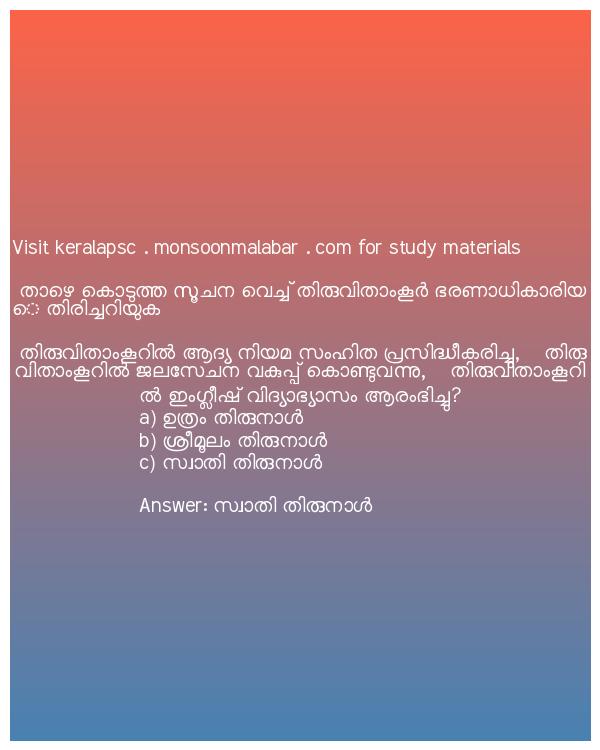 Visit keralapsc . monsoonmalabar . com for study materials
താഴെ കൊടുത്ത സൂചന വെച്ച് തിരുവിതാംകൂർ ഭരണാധികാരിയ
െ തിരിച്ചറിയുക
തിരുവിതാംകൂറിൽ ആദ്യ നിയമ സംഹിത പ്രസിദ്ധീകരിച്ചു, തിരു
വിതാംകൂറിൽ ജലസേചന വകുപ്പ് കൊണ്ടുവന്നു, തിരുവിതാംകൂറി
ൽ ഇംഗ്ലീഷ് വിദ്യാഭ്യാസം ആരംഭിച്ചു?
a) ഉത്രം തിരുനാൾ
b) ശ്രീമൂലം തിരുനാൾ
c) സ്വാതി തിരുനാൾ
Answer: സ്വാതി തിരുനാൾ